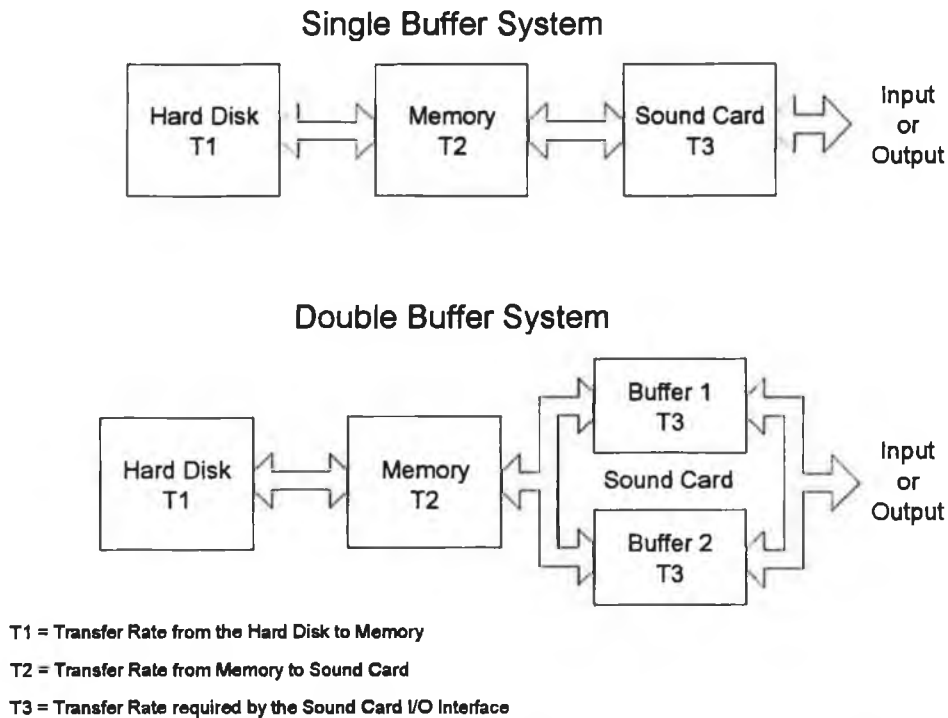 Single Buffer System
Hard Disk
T1
Memory
T2
Sound Card
T3
Input
or
Output
Double Buffer System
Hard Disk
T1
Memory
T2
Buffer 1
T3
Sound Card
Buffer 2
T3
Input
or
Output
T1 = Transfer Rate from the Hard Disk to Memory
T2 = Transfer Rate from Memory to Sound Card
T3 = Transfer Rate required by the Sound Card I/O Interface